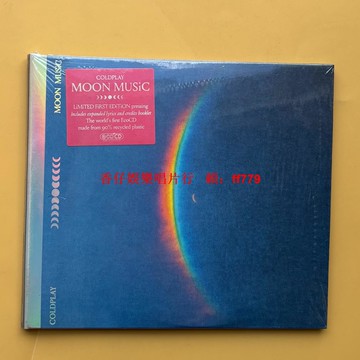 COLDPLAY
MOON MUSiC
LIMITED FIRST EDITION pressing
includes expanded lyrics and credits booklet
The world's first EcoCD
made from 90% recycled plastic
MOON MUSiC
COLDPLAY
ff779